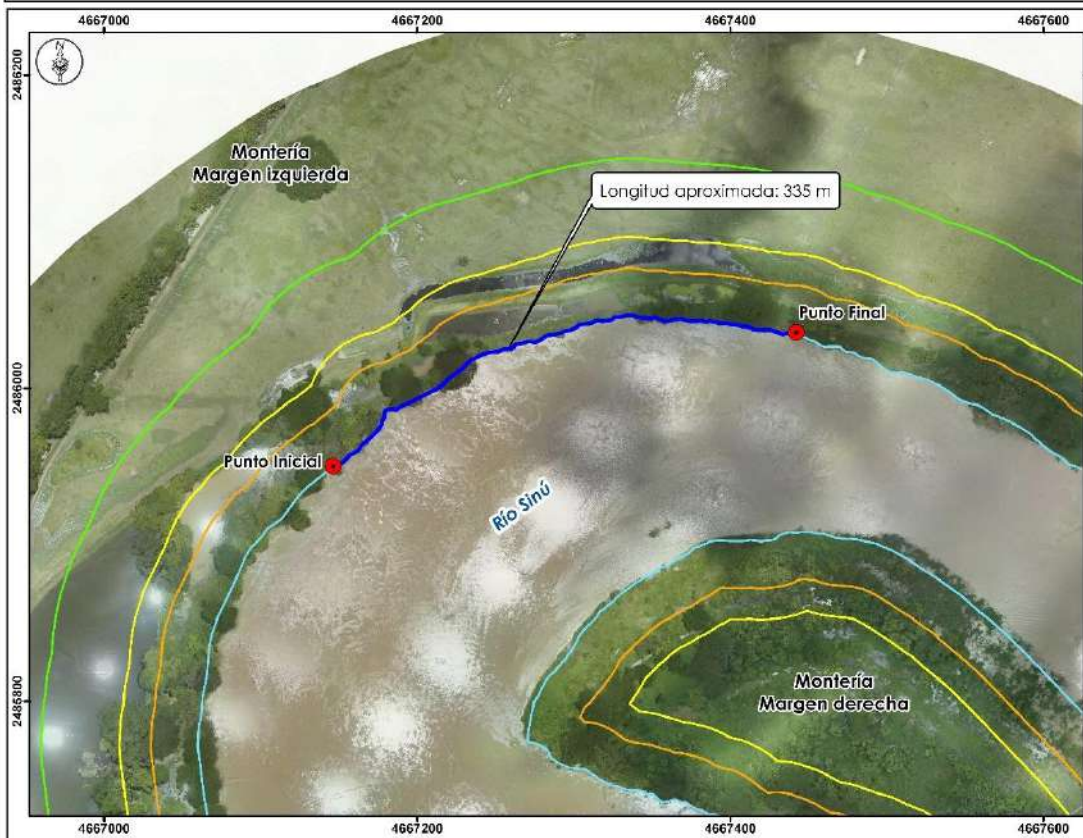 4667000
4667200
4667400
4667600
N
2486200
Montería
Margen izquierda
Longitud aproximada: 335 m
Punto Final
2486000
Punto Inicial
Río Sinú
2485800
Montería
Margen derecha
4667000
4667200
4667400
4667600